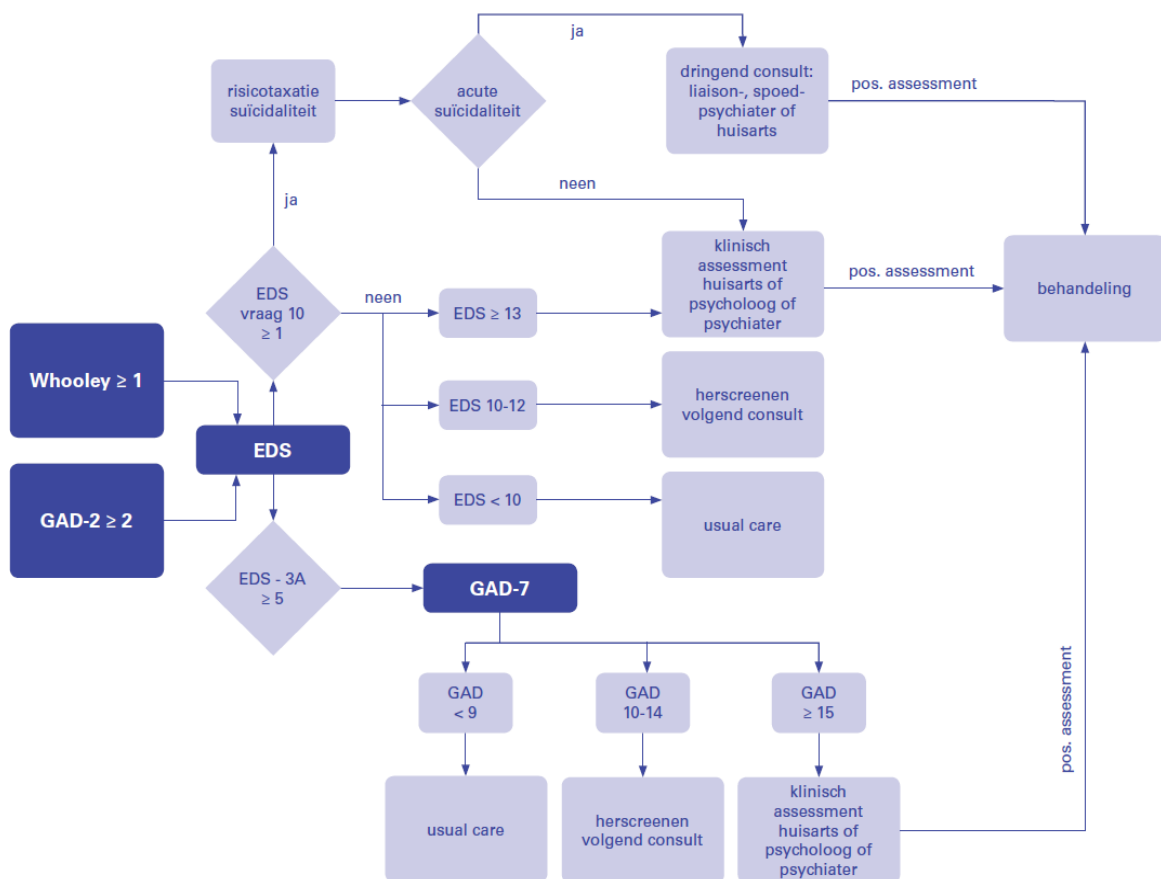 ja
risicotaxatie
suïcidaliteit
acute
suïcidaliteit
dringend consult:
liaison-, spoed-
psychiater of
huisarts
pos. assessment
neen
ja
klinisch
assessment
huisarts of
psycholoog of
psychiater
pos. assessment
behandeling
EDS
vraag 10
≥ 1
neen
EDS ≥ 13
Whooley ≥ 1
EDS 10-12
herscreenen
volgend consult
EDS
GAD-2 ≥ 2
EDS < 10
usual care
EDS - 3A
≥ 5
GAD-7
GAD
< 9
GAD
10-14
GAD
≥ 15
pos. assessment
usual care
herscreenen
volgend consult
klinisch
assessment
huisarts of
psycholoog of
psychiater